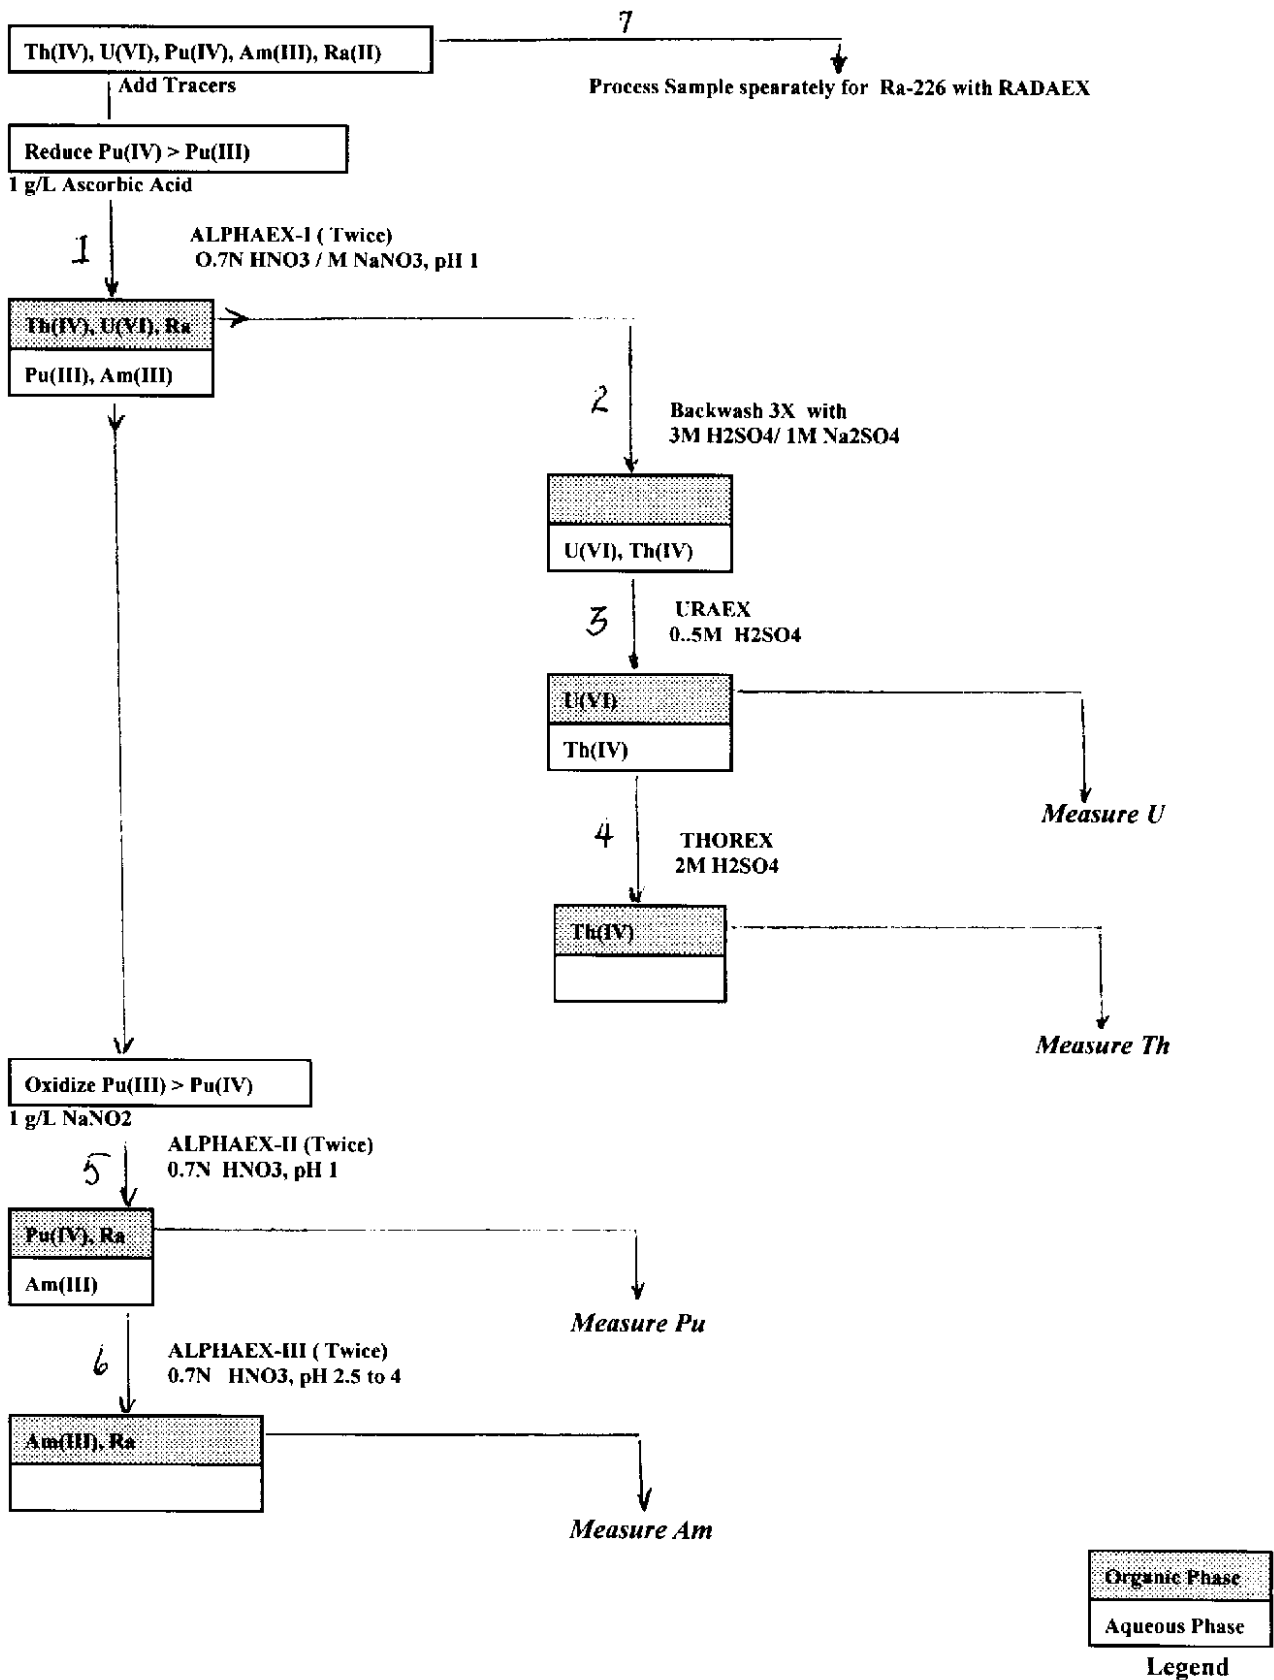 7
Th(IV), U(VI), Pu(IV), Am(III), Ra(II)
Add Tracers
Process Sample spearately for Ra-226 with RADAEX
Reduce Pu(IV) > Pu(III)
1 g/L Ascorbic Acid
1
ALPHAEX-I ( Twice)
O.7N HNO3 / M NaNO3, pH 1
Th(IV), U(VI), Ra
Pu(III), Am(III)
2
Backwash 3X with
3M H2SO4/ 1M Na2SO4
U(VI), Th(IV)
3
URAEX
0..5M H2SO4
U(VI)
Th(IV)
Measure U
4
THOREX
2M H2SO4
Th(IV)
Measure Th
Oxidize Pu(III) > Pu(IV)
1 g/L NaNO2
5
ALPHAEX-II (Twice)
0.7N HNO3, pH 1
Pu(IV), Ra
Am(III)
Measure Pu
6
ALPHAEX-III ( Twice)
0.7N HNO3, pH 2.5 to 4
Am(III), Ra
Measure Am
Organic Phase
Aqueous Phase
Legend